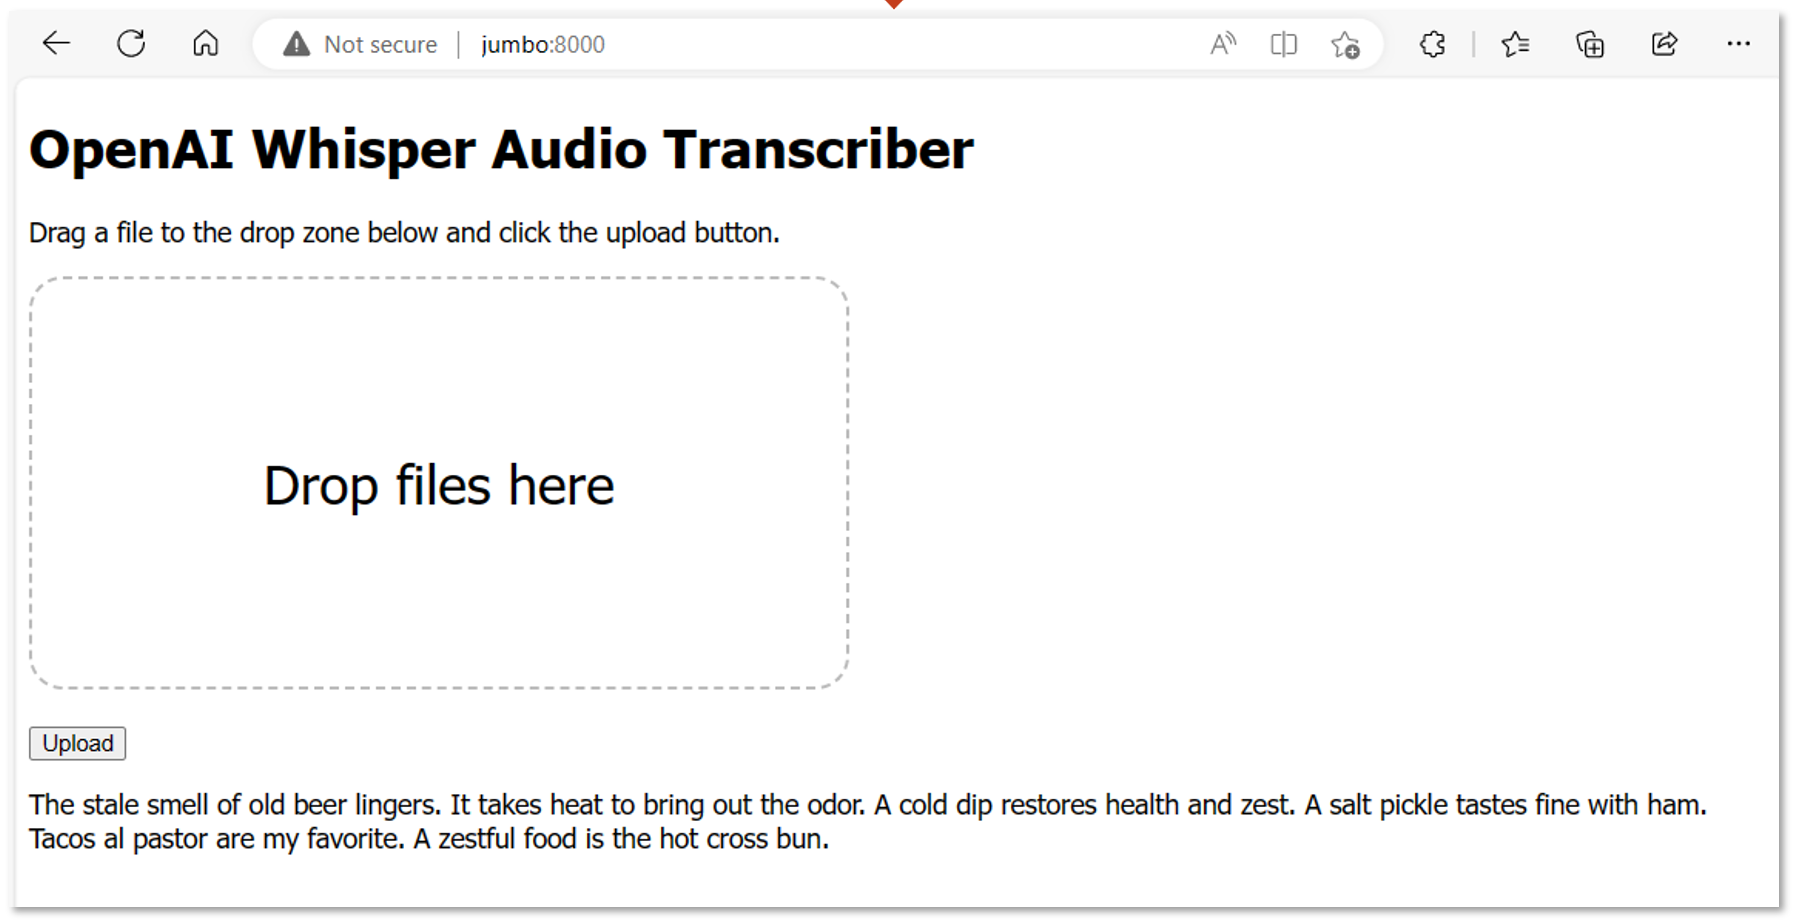 Not secure jumbo:8000
OpenAI Whisper Audio Transcriber
Drag a file to the drop zone below and click the upload button.
Drop files here
Upload
The stale smell of old beer lingers. It takes heat to bring out the odor. A cold dip restores health and zest. A salt pickle tastes fine with ham.
Tacos al pastor are my favorite. A zestful food is the hot cross bun.